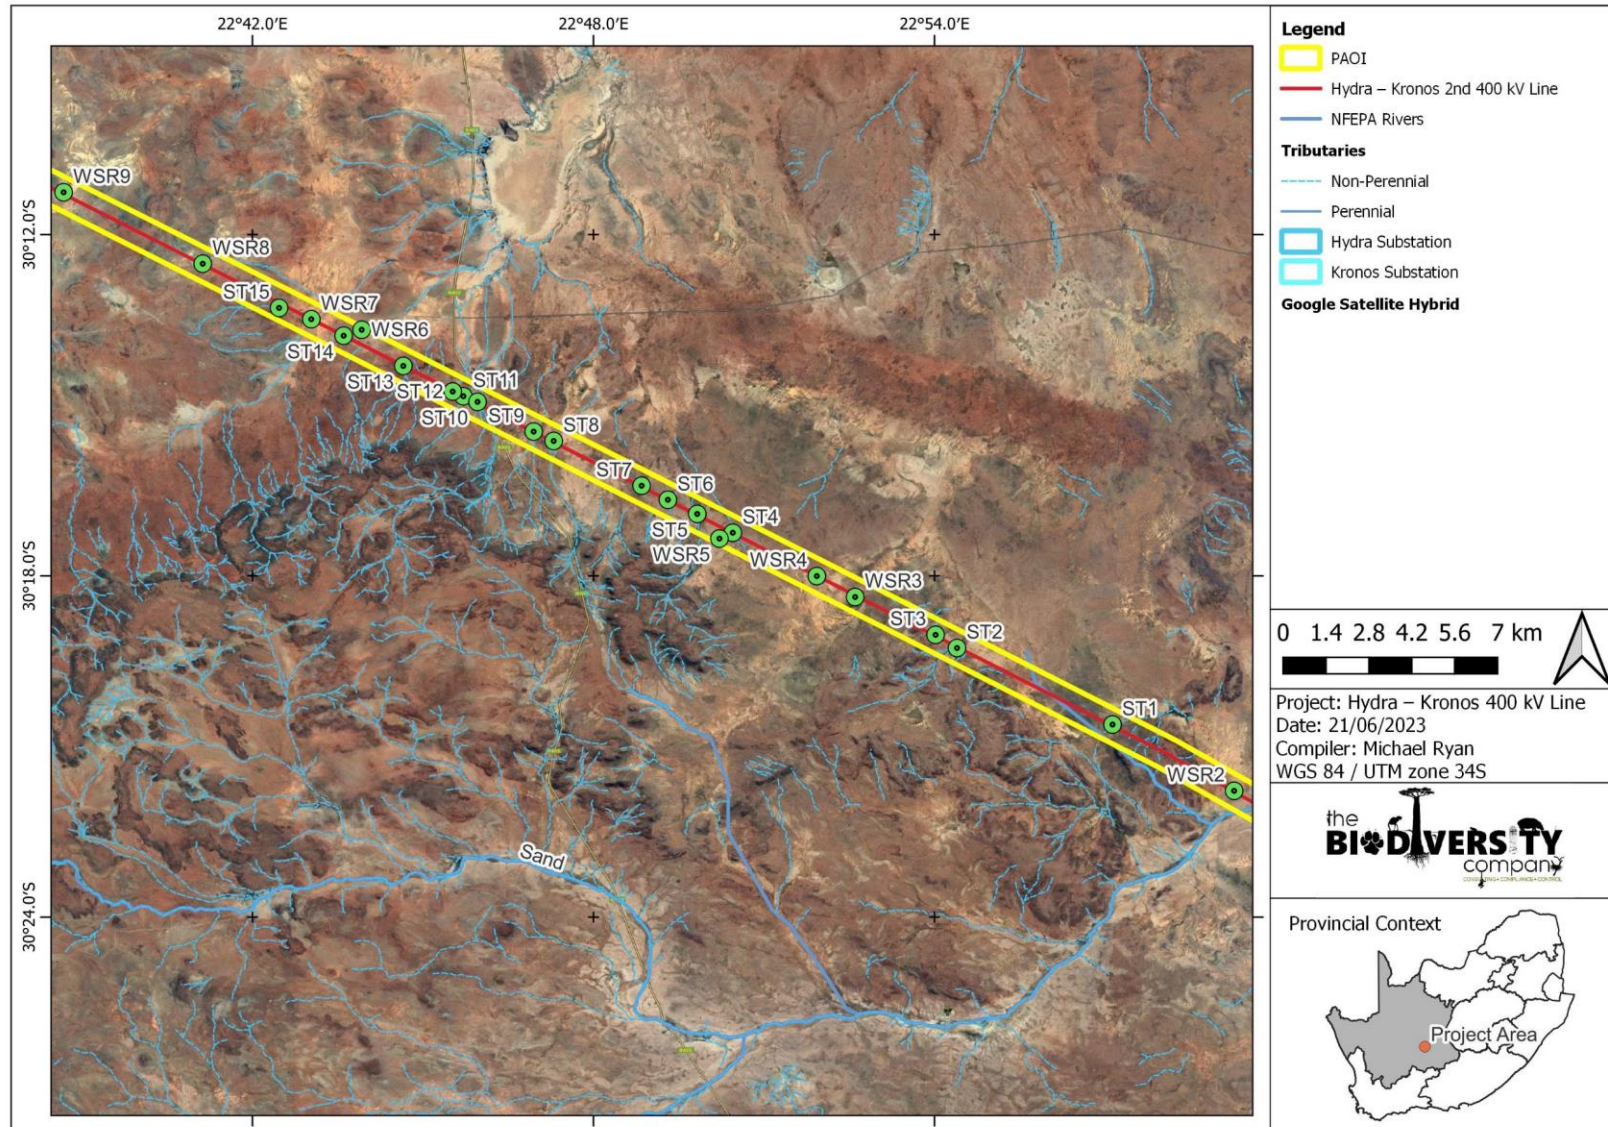 22°42.0′E
22°48.0′E
22°54.0′E
30°12.0′S
30°18.0′S
30°24.0′S
WSR9
WSR8
ST15
WSR7
WSR6
ST14
ST13
ST12
ST11
ST10
ST9
ST8
ST7
ST6
ST5
ST4
WSR5
WSR4
WSR3
ST3
ST2
ST1
WSR2
Sand
Legend
PAOI
Hydra – Kronos 2nd 400 kV Line
NFEPA Rivers
Tributaries
Non-Perennial
Perennial
Hydra Substation
Kronos Substation
Google Satellite Hybrid
0 1.4 2.8 4.2 5.6 7 km
Project: Hydra – Kronos 400 kV Line
Date: 21/06/2023
Compiler: Michael Ryan
WGS 84 / UTM zone 34S
the
BIODIVERSITY
company
Provincial Context
Project Area